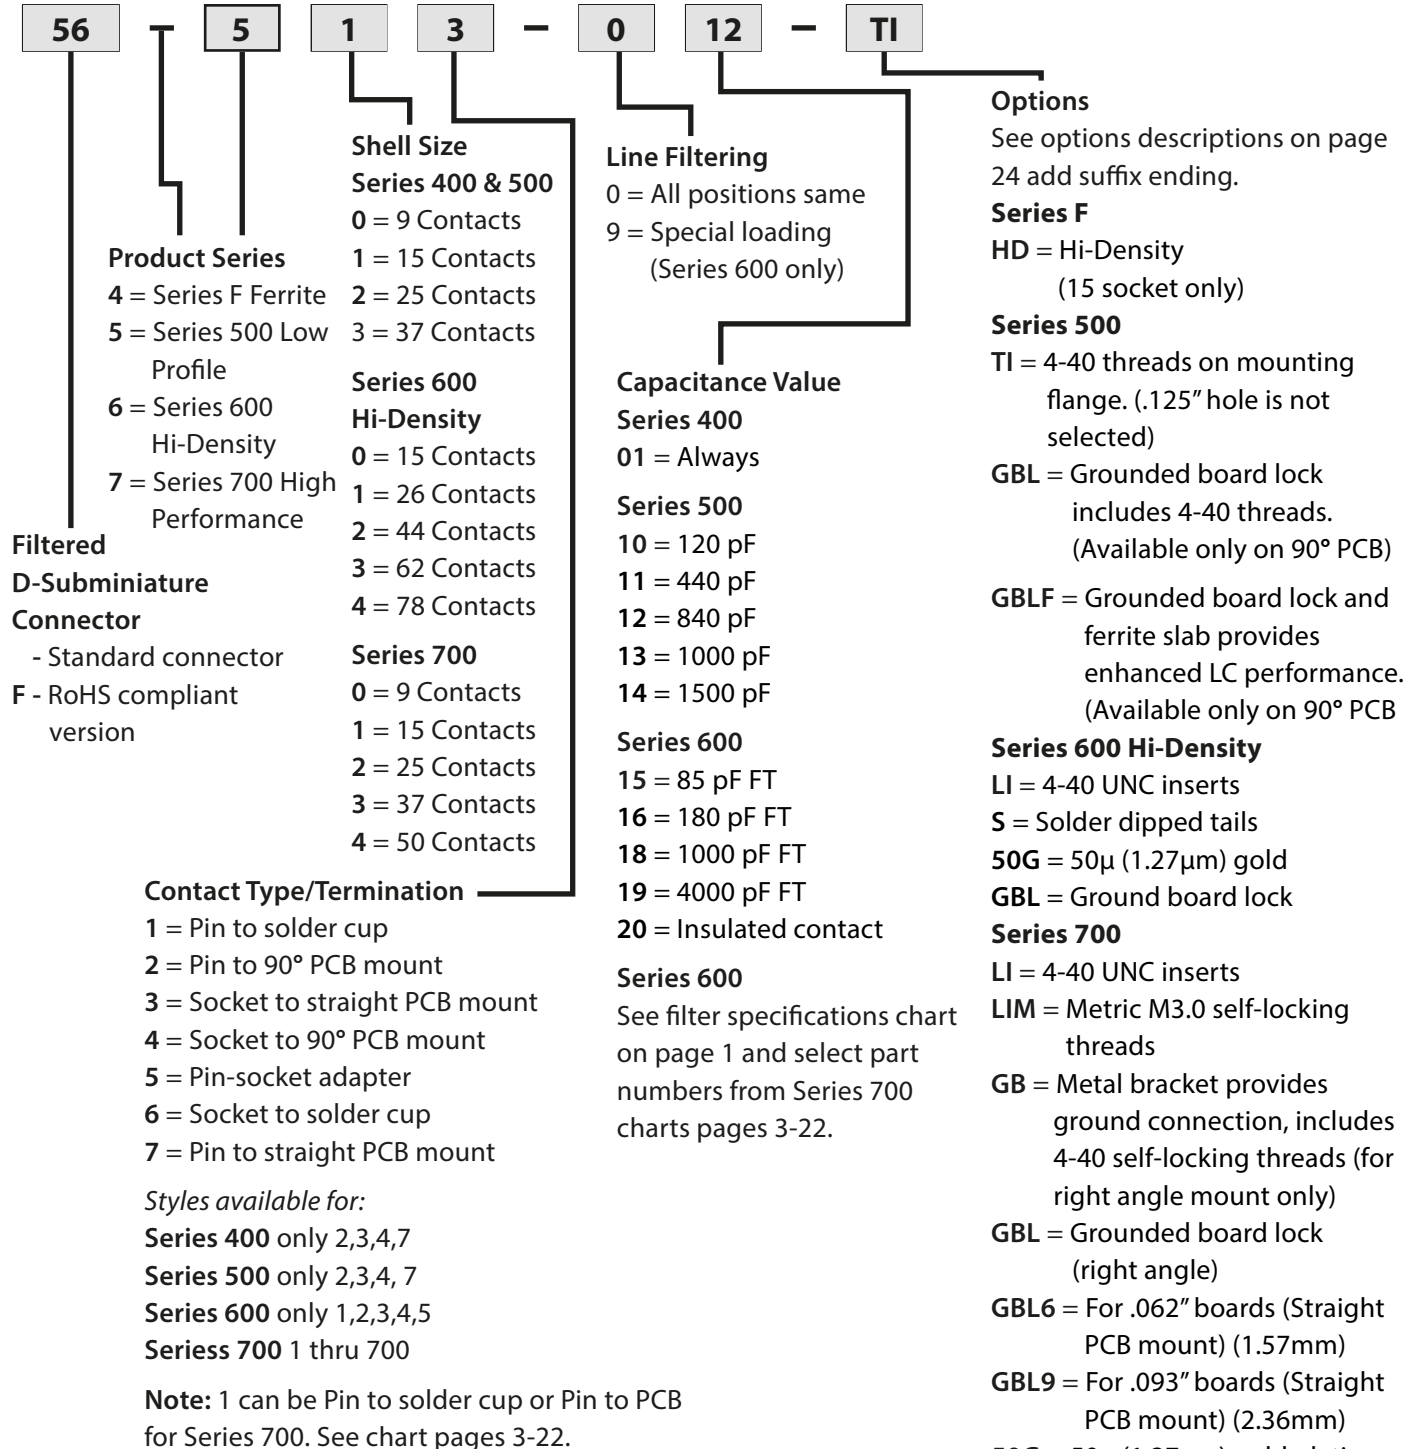 56 – 5 1 3 – 0 12 – TI
Filtered
D-Subminiature
Connector
- Standard connector
F - RoHS compliant
version
Product Series
4 = Series F Ferrite
5 = Series 500 Low
Profile
6 = Series 600
Hi-Density
7 = Series 700 High
Performance
Shell Size
Series 400 & 500
0 = 9 Contacts
1 = 15 Contacts
2 = 25 Contacts
3 = 37 Contacts
Series 600
Hi-Density
0 = 15 Contacts
1 = 26 Contacts
2 = 44 Contacts
3 = 62 Contacts
4 = 78 Contacts
Series 700
0 = 9 Contacts
1 = 15 Contacts
2 = 25 Contacts
3 = 37 Contacts
4 = 50 Contacts
Contact Type/Termination
1 = Pin to solder cup
2 = Pin to 90° PCB mount
3 = Socket to straight PCB mount
4 = Socket to 90° PCB mount
5 = Pin-socket adapter
6 = Socket to solder cup
7 = Pin to straight PCB mount
Styles available for:
Series 400 only 2,3,4,7
Series 500 only 2,3,4, 7
Series 600 only 1,2,3,4,5
Seriess 700 1 thru 700
Note: 1 can be Pin to solder cup or Pin to PCB
for Series 700. See chart pages 3-22.
Line Filtering
0 = All positions same
9 = Special loading
(Series 600 only)
Capacitance Value
Series 400
01 = Always
Series 500
10 = 120 pF
11 = 440 pF
12 = 840 pF
13 = 1000 pF
14 = 1500 pF
Series 600
15 = 85 pF FT
16 = 180 pF FT
18 = 1000 pF FT
19 = 4000 pF FT
20 = Insulated contact
Series 600
See filter specifications chart
on page 1 and select part
numbers from Series 700
charts pages 3-22.
Options
See options descriptions on page
24 add suffix ending.
Series F
HD = Hi-Density
(15 socket only)
Series 500
TI = 4-40 threads on mounting
flange. (.125” hole is not
selected)
GBL = Grounded board lock
includes 4-40 threads.
(Available only on 90° PCB)
GBLF = Grounded board lock and
ferrite slab provides
enhanced LC performance.
(Available only on 90° PCB
Series 600 Hi-Density
LI = 4-40 UNC inserts
S = Solder dipped tails
50G = 50μ (1.27μm) gold
GBL = Ground board lock
Series 700
LI = 4-40 UNC inserts
LIM = Metric M3.0 self-locking
threads
GB = Metal bracket provides
ground connection, includes
4-40 self-locking threads (for
right angle mount only)
GBL = Grounded board lock
(right angle)
GBL6 = For .062” boards (Straight
PCB mount) (1.57mm)
GBL9 = For .093” boards (Straight
PCB mount) (2.36mm)